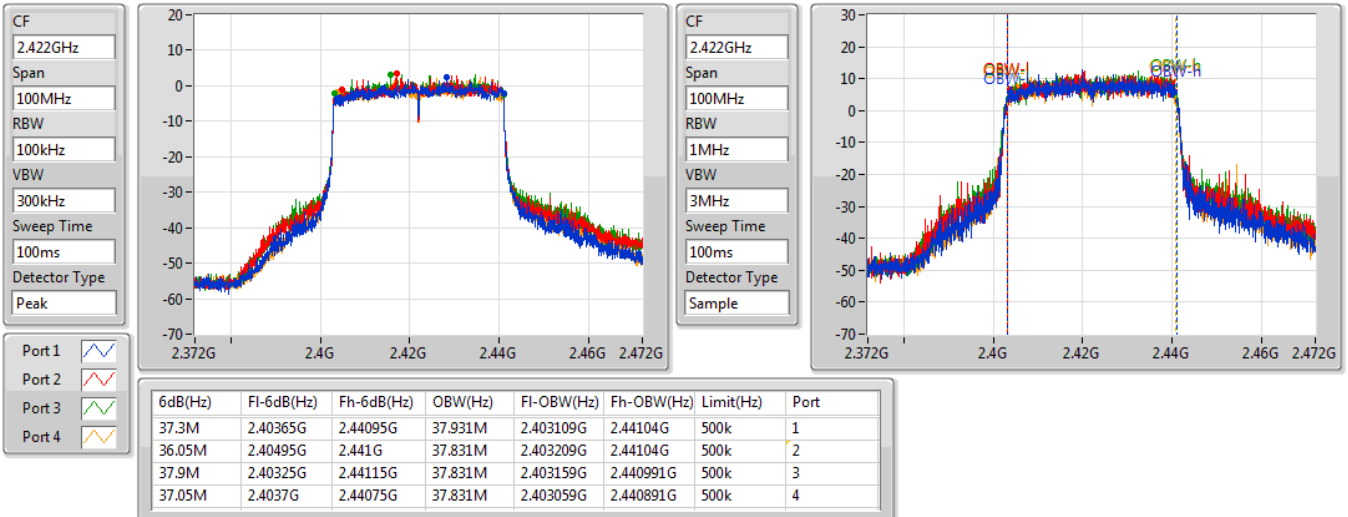 CF
2.422GHz
Span
100MHz
RBW
100kHz
VBW
300kHz
Sweep Time
100ms
Detector Type
Peak
20
10
0
-10
-20
-30
-40
-50
-60
-70
2.372G 2.4G 2.42G 2.44G 2.46G 2.472G
CF
2.422GHz
Span
100MHz
RBW
1MHz
VBW
3MHz
Sweep Time
100ms
Detector Type
Sample
30
20
10
0
-10
-20
-30
-40
-50
-60
-70
OBW-l
OBW-h
2.372G 2.4G 2.42G 2.44G 2.46G 2.472G
Port 1
Port 2
Port 3
Port 4
6dB(Hz) Fl-6dB(Hz) Fh-6dB(Hz) OBW(Hz) Fl-OBW(Hz) Fh-OBW(Hz) Limit(Hz) Port
37.3M 2.40365G 2.44095G 37.931M 2.403109G 2.44104G 500k 1
36.05M 2.40495G 2.441G 37.831M 2.403209G 2.44104G 500k 2
37.9M 2.40325G 2.44115G 37.831M 2.403159G 2.440991G 500k 3
37.05M 2.4037G 2.44075G 37.831M 2.403059G 2.440891G 500k 4